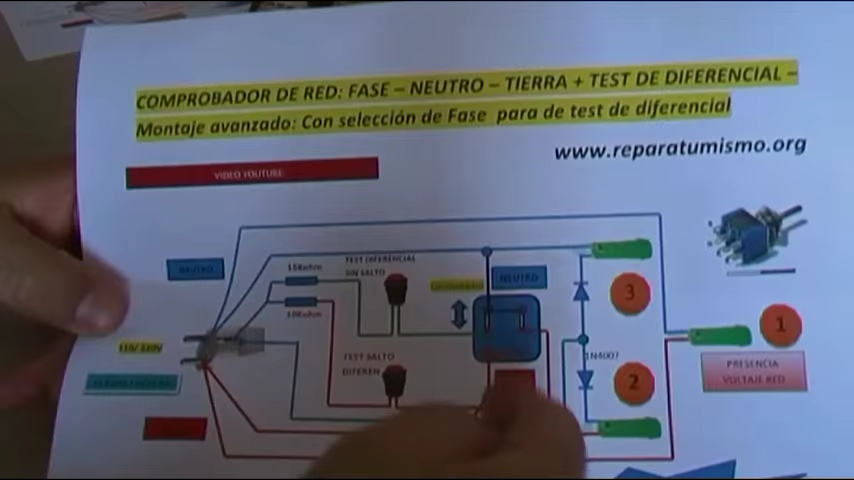 COMPROBADOR DE RED: FASE – NEUTRO – TIERRA + TEST DE DIFERENCIAL –
Montaje avanzado: Con selección de Fase para de test de diferencial
www.reparatumismo.org
VIDEO YOUTUBE
NEUTRO
15Kohm
10Kohm
TEST DIFERENCIAL
SIN SALTO
NEUTRO
3
1
110/ 220V
TEST SALTO
DIFEREN
1N4007
2
PRESENCIA
VOLTAJE RED